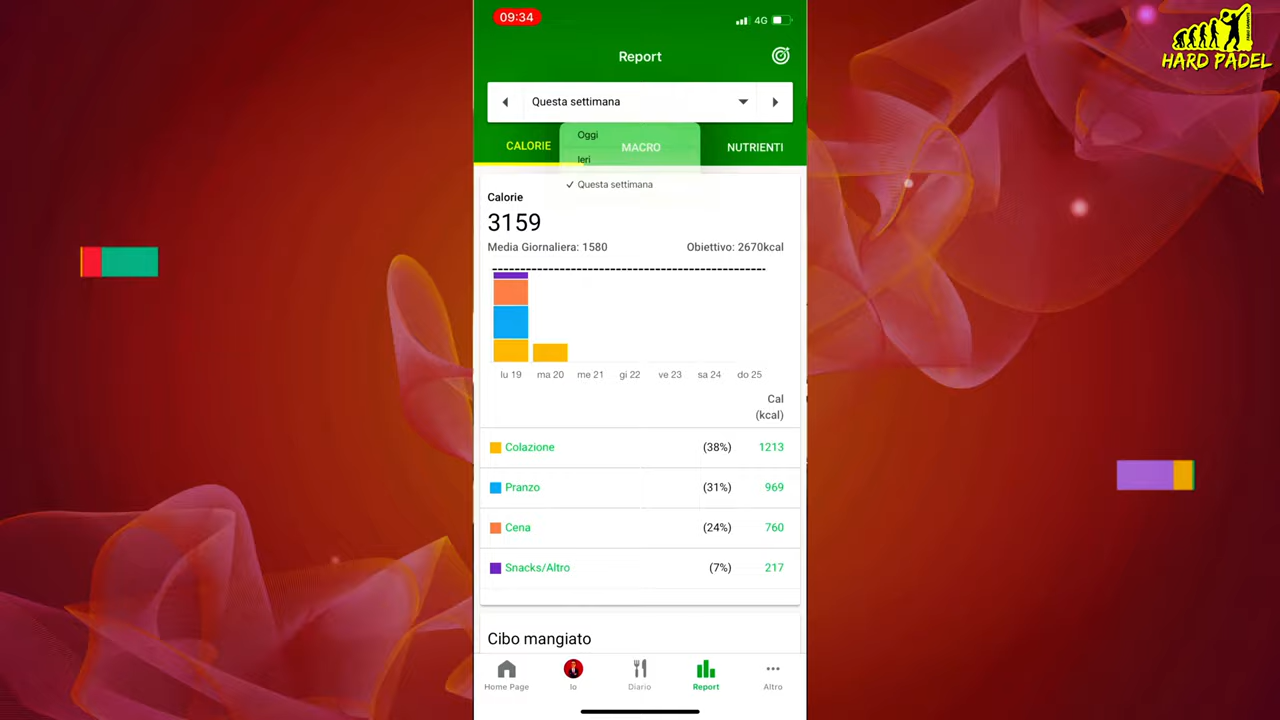 09:34
4G
HARD PADEL
Report
Questa settimana
Oggi
CALORIE
MACRO
NUTRIENTI
Ieri
Questa settimana
Calorie
3159
Media Giornaliera: 1580 Obiettivo: 2670kcal
lu 19 ma 20 me 21 gi 22 ve 23 sa 24 do 25
Cal
(kcal)
Colazione (38%) 1213
Pranzo (31%) 969
Cena (24%) 760
Snacks/Altro (7%) 217
Cibo mangiato
Home Page Io Diario Report Altro